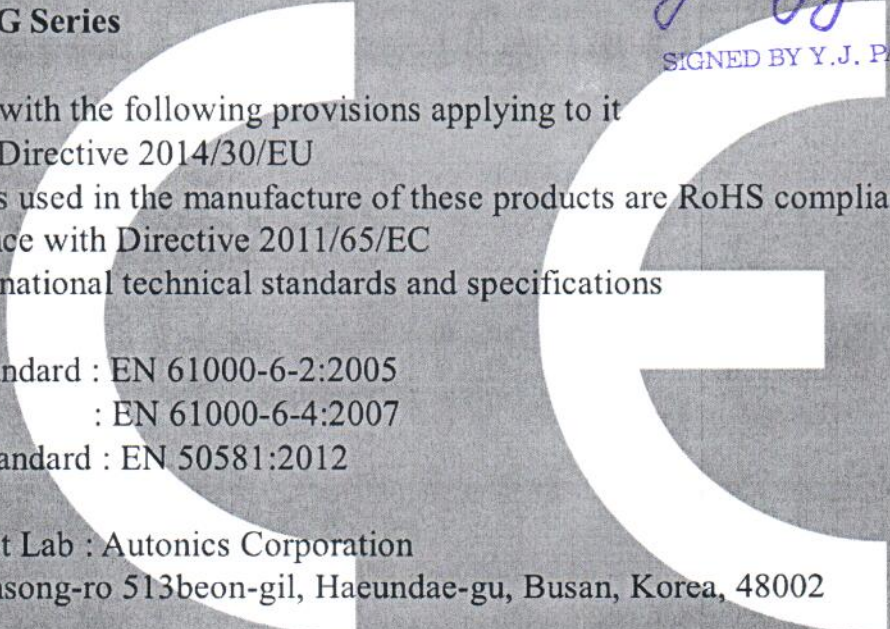 G Series
SIGNED BY Y.J.
with the following provisions applying to it
Directive 2014/30/EU
s used in the manufacture of these products are RoHS complia
ce with Directive 2011/65/EC
national technical standards and specifications
ndard : EN 61000-6-2:2005
: EN 61000-6-4:2007
andard : EN 50581:2012
t Lab : Autonics Corporation
song-ro 513beon-gil, Haeundae-gu, Busan, Korea, 48002